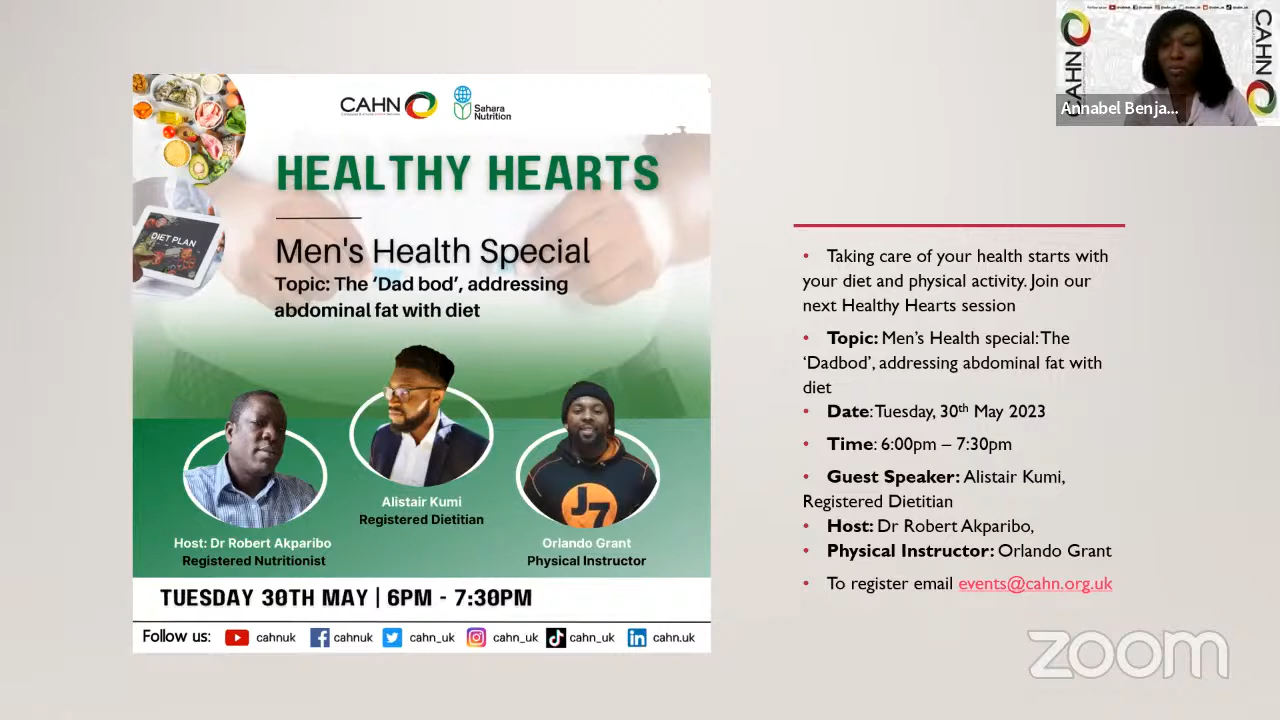 CAHN
Sahara
Nutrition
HEALTHY HEARTS
DIET PLAN
Men's Health Special
Topic: The 'Dad bod', addressing
abdominal fat with diet
Alistair Kumi
Registered Dietitian
Host: Dr Robert Akparibo
Registered Nutritionist
J7
Orlando Grant
Physical Instructor
TUESDAY 30TH MAY | 6PM - 7:30PM
Follow us: cahnuk cahnuk cahn_uk cahn_uk cahn_uk cahn.uk
CAHN
CAHN
Annabel Benja...
• Taking care of your health starts with
your diet and physical activity. Join our
next Healthy Hearts session
• Topic: Men's Health special: The
'Dadbod', addressing abdominal fat with
diet
• Date: Tuesday, 30th May 2023
• Time: 6:00pm – 7:30pm
• Guest Speaker: Alistair Kumi,
Registered Dietitian
• Host: Dr Robert Akparibo,
• Physical Instructor: Orlando Grant
• To register email events@cahn.org.uk
zoom